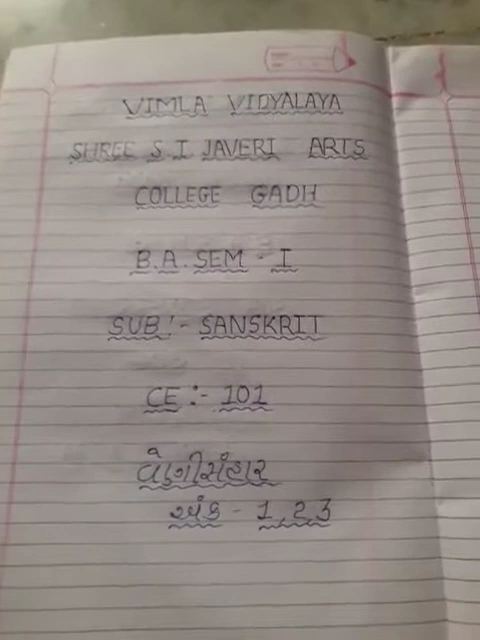 VIMLA VIDYALAYA
SHREE S.I JAVERI ARTS
COLLEGE GADH
B.A. SEM - I
SUB:- SANSKRIT
CE:- 101
વેણીસંહાર
અંક - 1,2,3